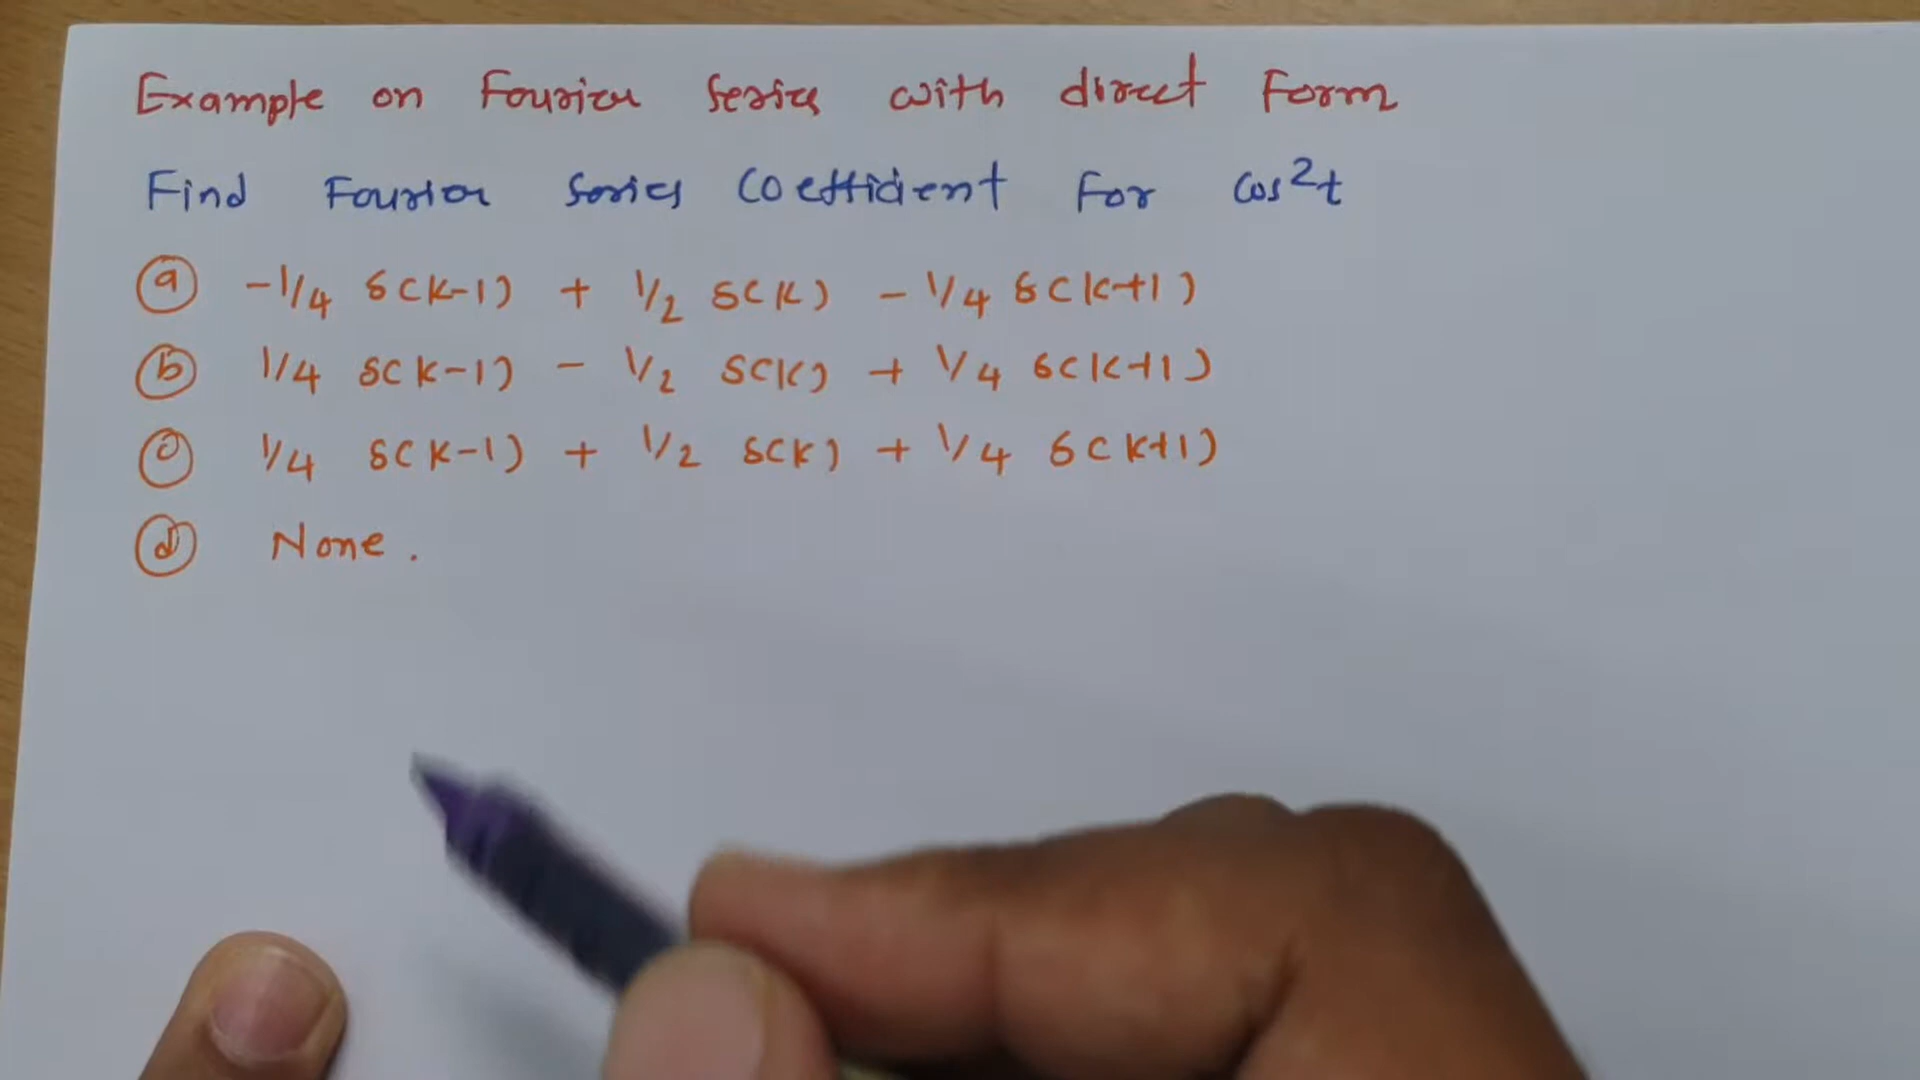 Example on Fourier Series with direct Form
Find Fourier Series Coefficient For cos²t
(a) -1/4 δ(k-1) + 1/2 δ(k) - 1/4 δ(k+1)
(b) 1/4 δ(k-1) - 1/2 δ(k) + 1/4 δ(k+1)
(c) 1/4 δ(k-1) + 1/2 δ(k) + 1/4 δ(k+1)
(d) None.